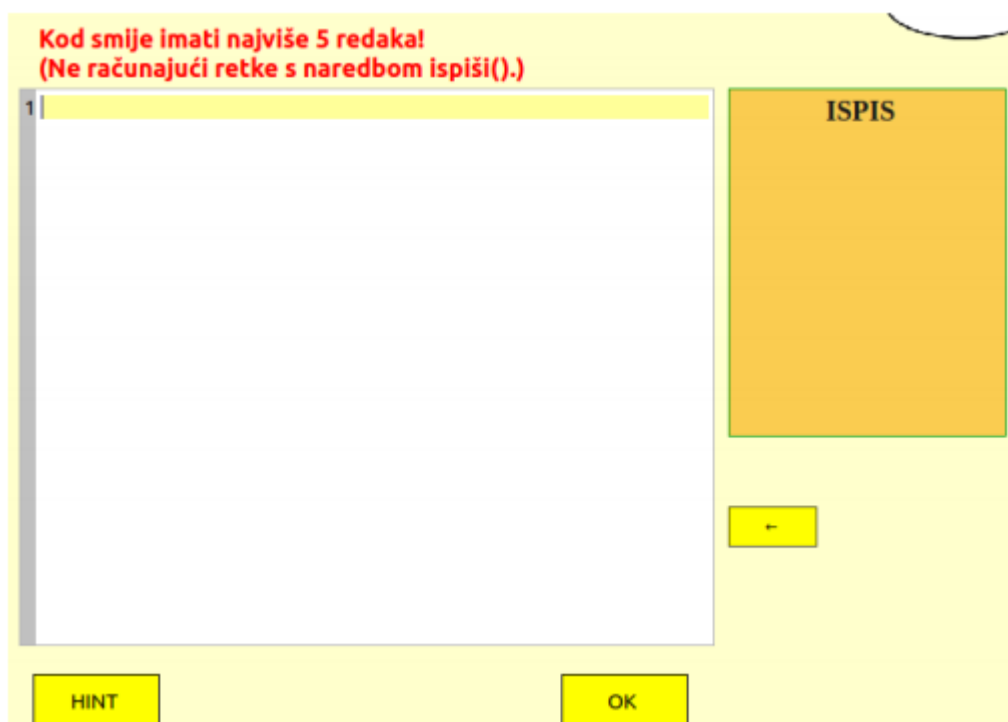 Kod smije imati najviše 5 redaka!
(Ne računajući retke s naredbom ispiši().)
1
ISPIS
←
HINT
OK